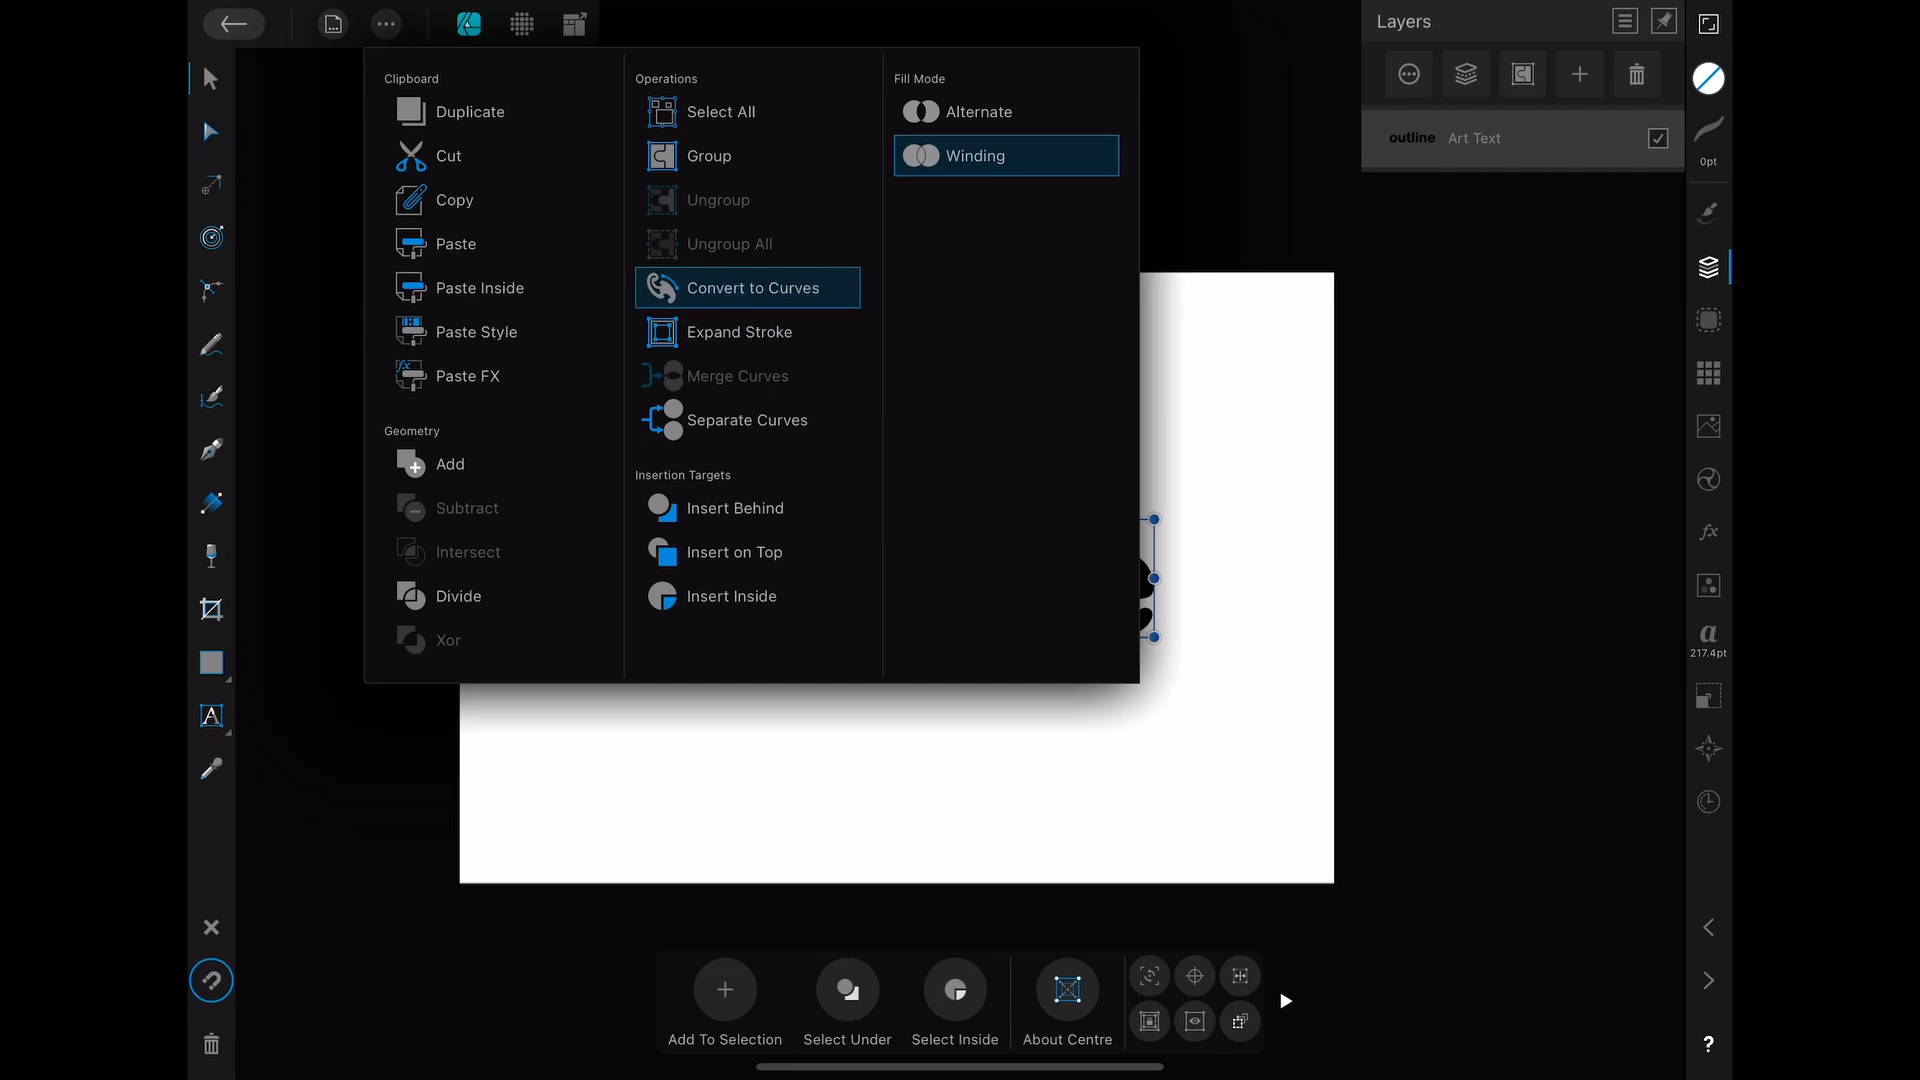 Layers
outline Art Text
0pt
Clipboard
Duplicate
Cut
Copy
Paste
Paste Inside
Paste Style
Paste FX
Geometry
Add
Subtract
Intersect
Divide
Xor
Operations
Select All
Group
Ungroup
Ungroup All
Convert to Curves
Expand Stroke
Merge Curves
Separate Curves
Insertion Targets
Insert Behind
Insert on Top
Insert Inside
Fill Mode
Alternate
Winding
fx
a
217.4pt
A
Add To Selection
Select Under
Select Inside
About Centre
?